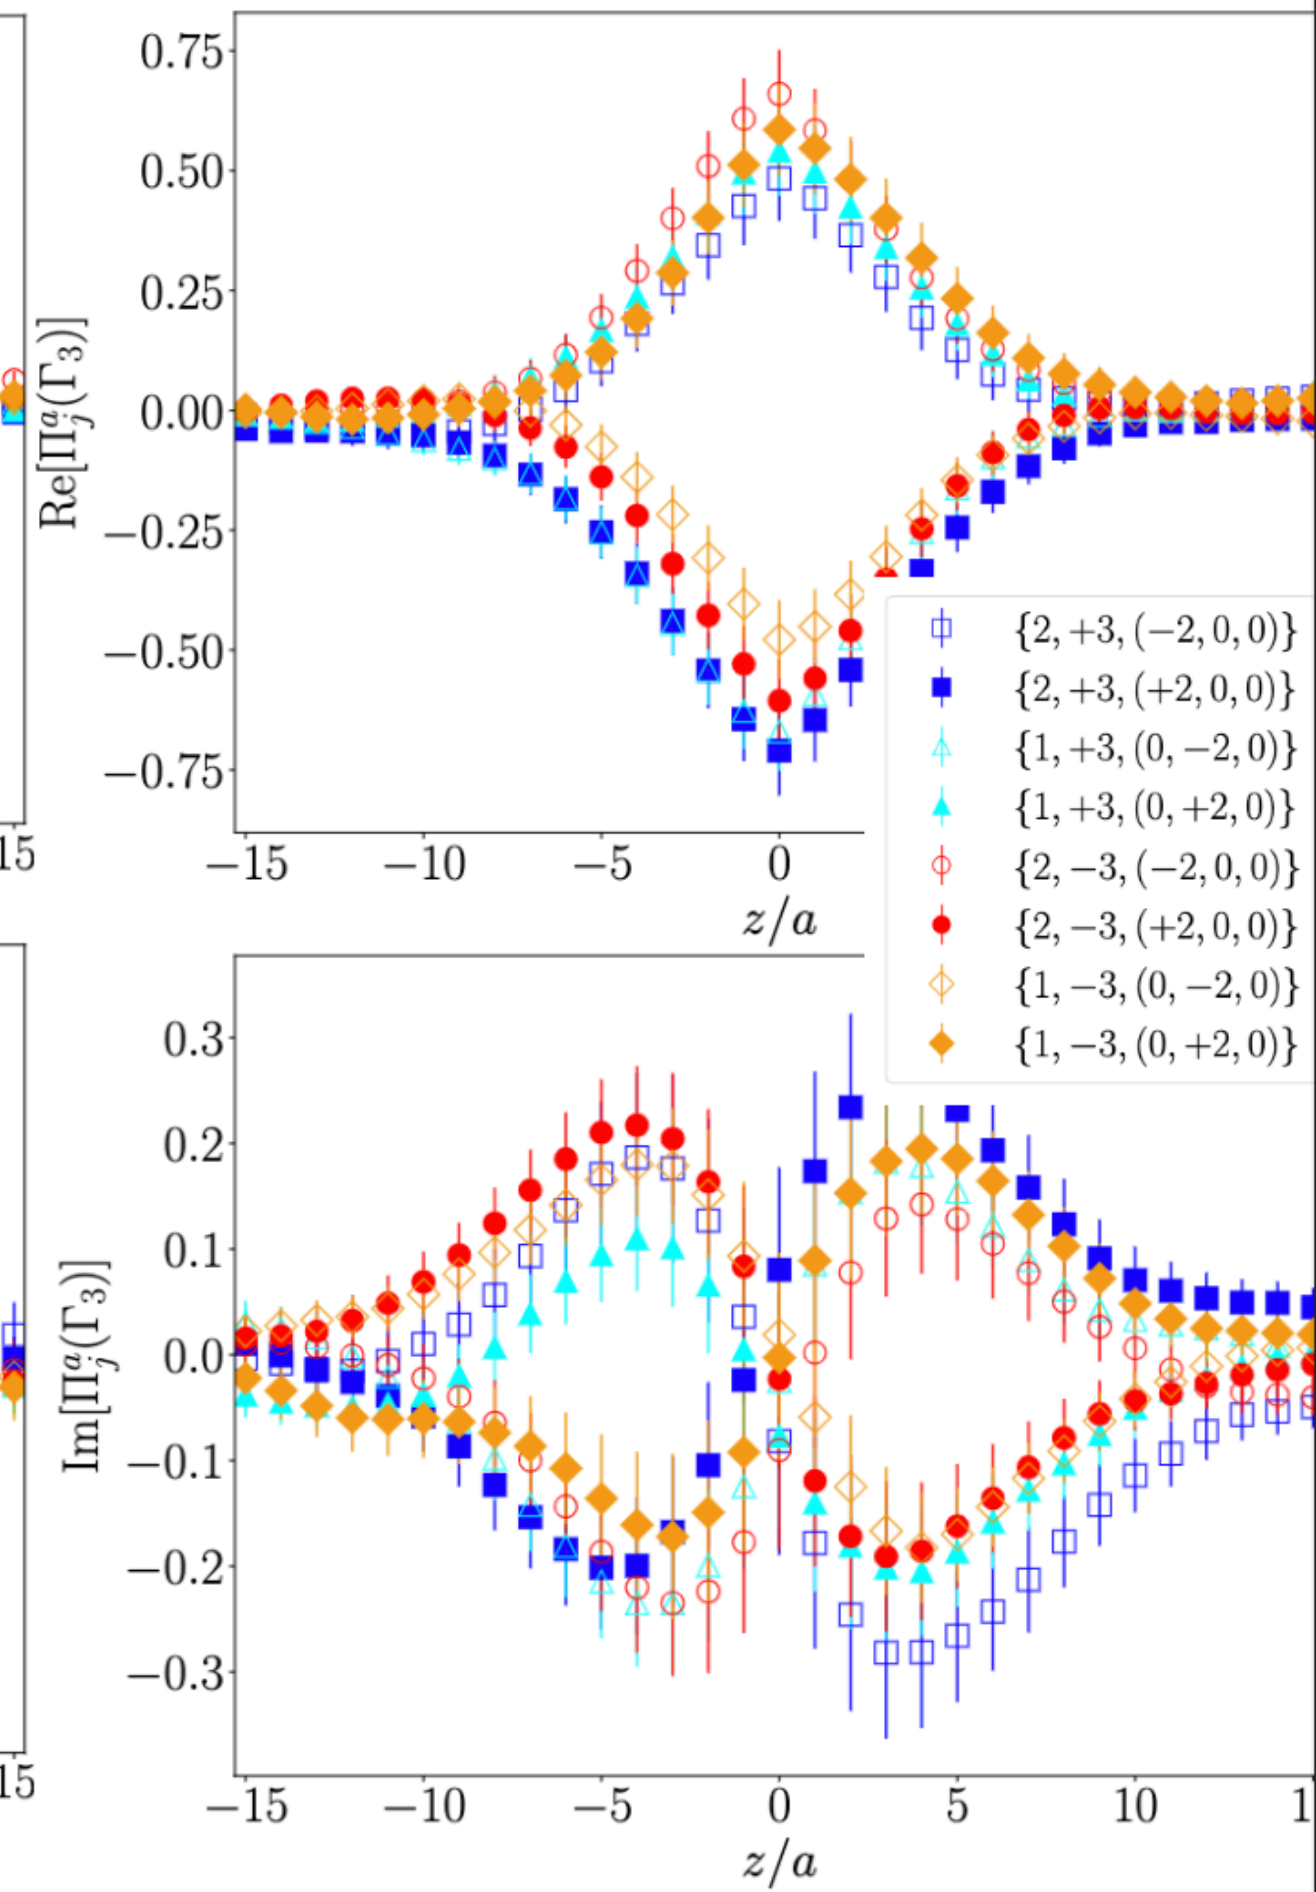 0.75
0.50
0.25
0.00
−0.25
−0.50
−0.75
Re[Π_j^a(Γ_3)]
15
−15 −10 −5 0
z/a
{2, +3, (−2, 0, 0)}
{2, +3, (+2, 0, 0)}
{1, +3, (0, −2, 0)}
{1, +3, (0, +2, 0)}
{2, −3, (−2, 0, 0)}
{2, −3, (+2, 0, 0)}
{1, −3, (0, −2, 0)}
{1, −3, (0, +2, 0)}
0.3
0.2
0.1
0.0
−0.1
−0.2
−0.3
Im[Π_j^a(Γ_3)]
15
−15 −10 −5 0 5 10 1
z/a